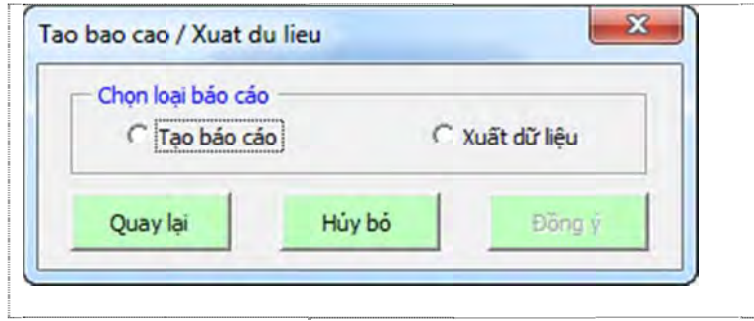 Tao bao cao / Xuat du lieu
Chọn loại báo cáo
Tạo báo cáo Xuất dữ liệu
Quay lại Hủy bỏ Đồng ý